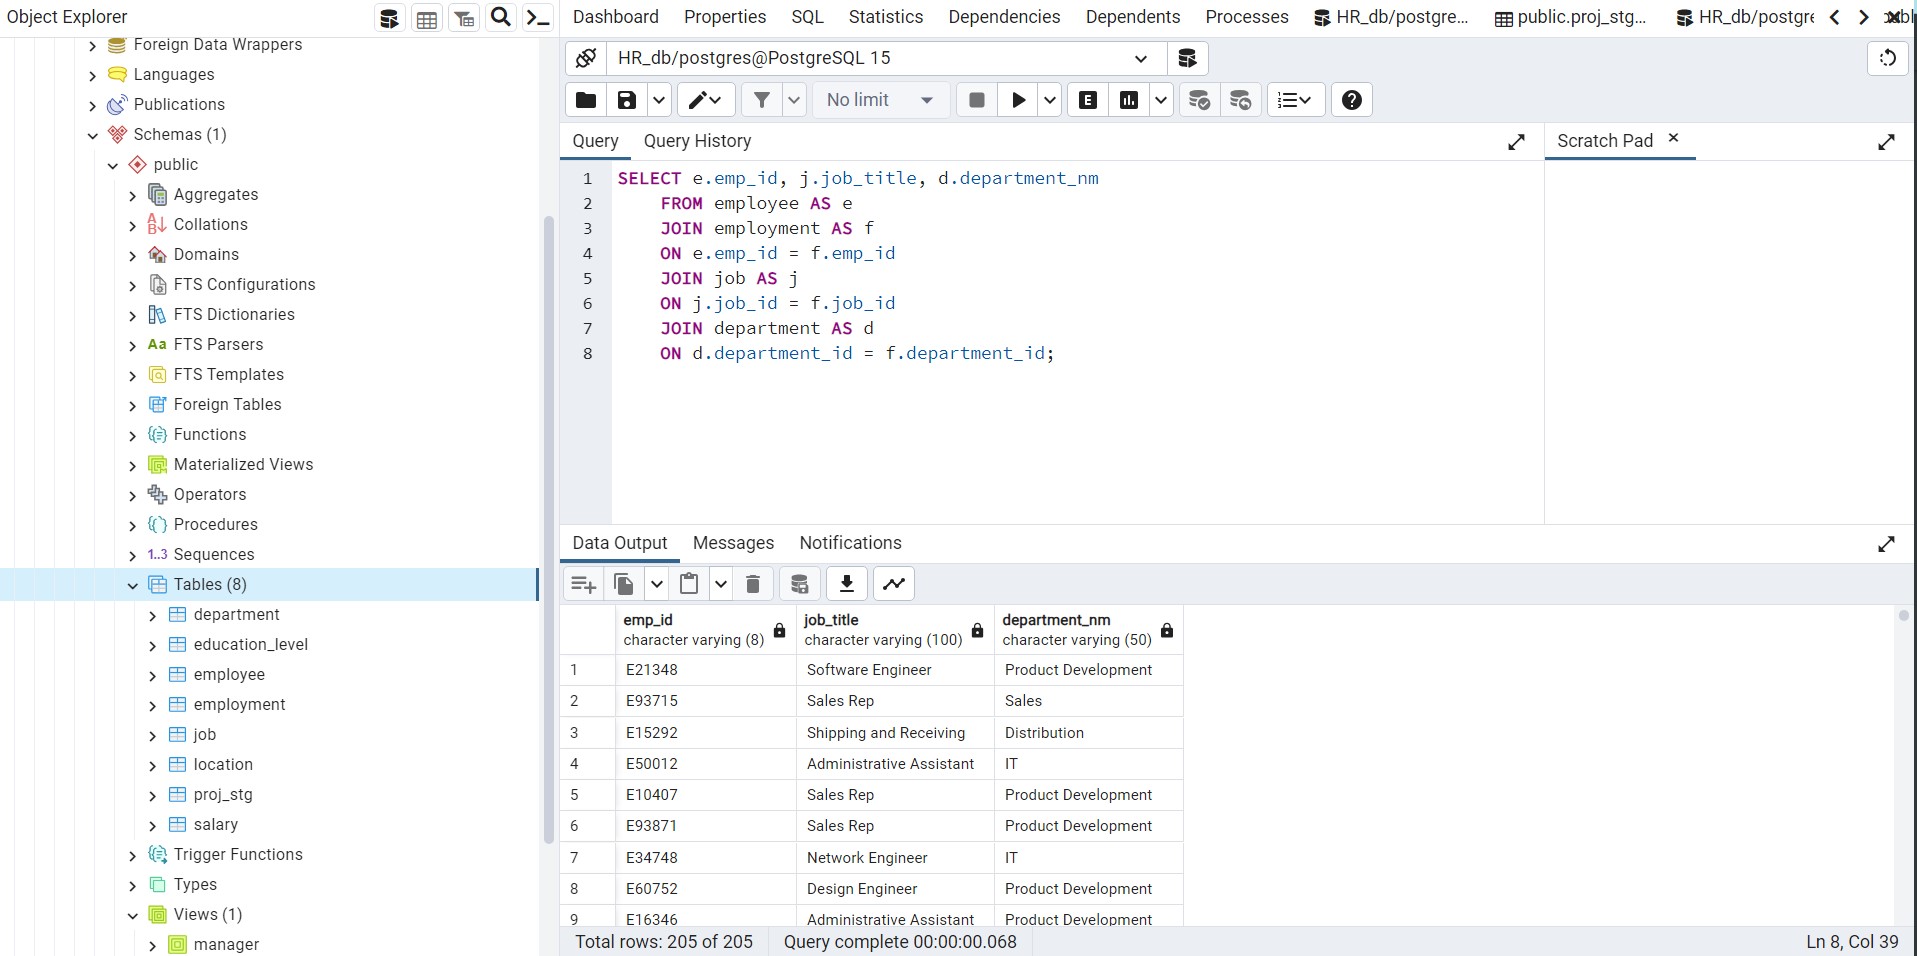 Object Explorer
Foreign Data Wrappers
Languages
Publications
Schemas (1)
public
Aggregates
Collations
Domains
FTS Configurations
FTS Dictionaries
Aa FTS Parsers
FTS Templates
Foreign Tables
Functions
Materialized Views
Operators
Procedures
1..3 Sequences
Tables (8)
department
education_level
employee
employment
job
location
proj_stg
salary
Trigger Functions
Types
Views (1)
manager
Dashboard Properties SQL Statistics Dependencies Dependents Processes HR_db/postgre... public.proj_stg... HR_db/postgre
HR_db/postgres@PostgreSQL 15
No limit E
Query Query History Scratch Pad
1 SELECT e.emp_id, j.job_title, d.department_nm
2 FROM employee AS e
3 JOIN employment AS f
4 ON e.emp_id = f.emp_id
5 JOIN job AS j
6 ON j.job_id = f.job_id
7 JOIN department AS d
8 ON d.department_id = f.department_id;
Data Output Messages Notifications
emp_id job_title department_nm
character varying (8) character varying (100) character varying (50)
1 E21348 Software Engineer Product Development
2 E93715 Sales Rep Sales
3 E15292 Shipping and Receiving Distribution
4 E50012 Administrative Assistant IT
5 E10407 Sales Rep Product Development
6 E93871 Sales Rep Product Development
7 E34748 Network Engineer IT
8 E60752 Design Engineer Product Development
9 E16346 Administrative Assistant Product Development
Total rows: 205 of 205 Query complete 00:00:00.068 Ln 8, Col 39